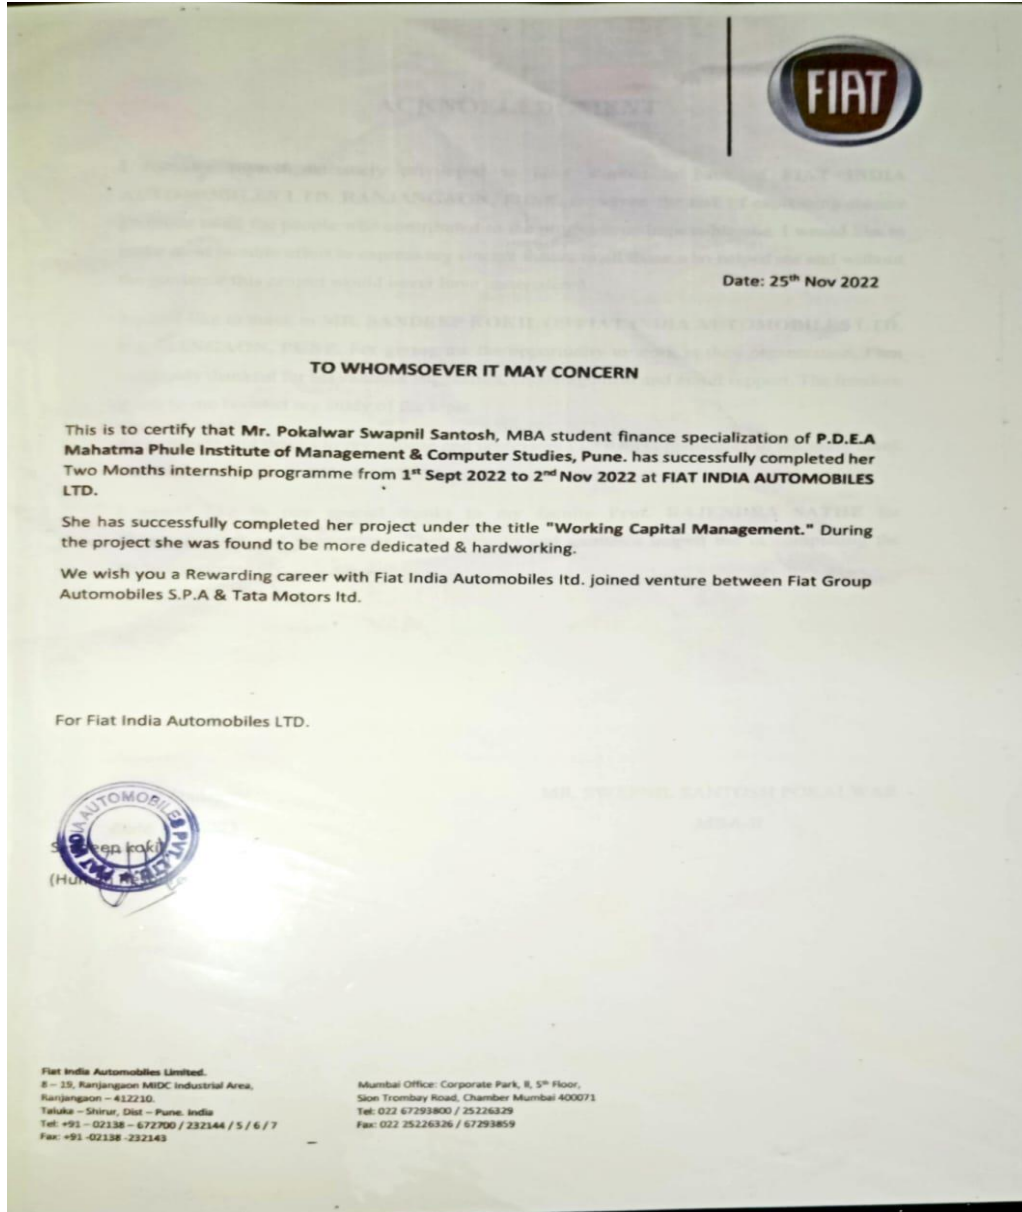 FIAT
Date: 25th Nov 2022
TO WHOMSOEVER IT MAY CONCERN
This is to certify that Mr. Pokalwar Swapnil Santosh, MBA student finance specialization of P.D.E.A
Mahatma Phule Institute of Management & Computer Studies, Pune. has successfully completed her
Two Months internship programme from 1st Sept 2022 to 2nd Nov 2022 at FIAT INDIA AUTOMOBILES
LTD.
She has successfully completed her project under the title "Working Capital Management." During
the project she was found to be more dedicated & hardworking.
We wish you a Rewarding career with Fiat India Automobiles ltd. joined venture between Fiat Group
Automobiles S.P.A & Tata Motors ltd.
For Fiat India Automobiles LTD.
FIAT INDIA AUTOMOBILES PVT. LTD.
kokil
Fiat India Automobiles Limited.
8 – 19, Ranjangaon MIDC Industrial Area,
Ranjangaon – 412210.
Taluka – Shirur, Dist – Pune. India
Tel: +91 – 02138 – 672700 / 232144 / 5 / 6 / 7
Fax: +91 -02138 -232143
Mumbai Office: Corporate Park, II, 5th Floor,
Sion Trombay Road, Chamber Mumbai 400071
Tel: 022 67293800 / 25226329
Fax: 022 25226326 / 67293859